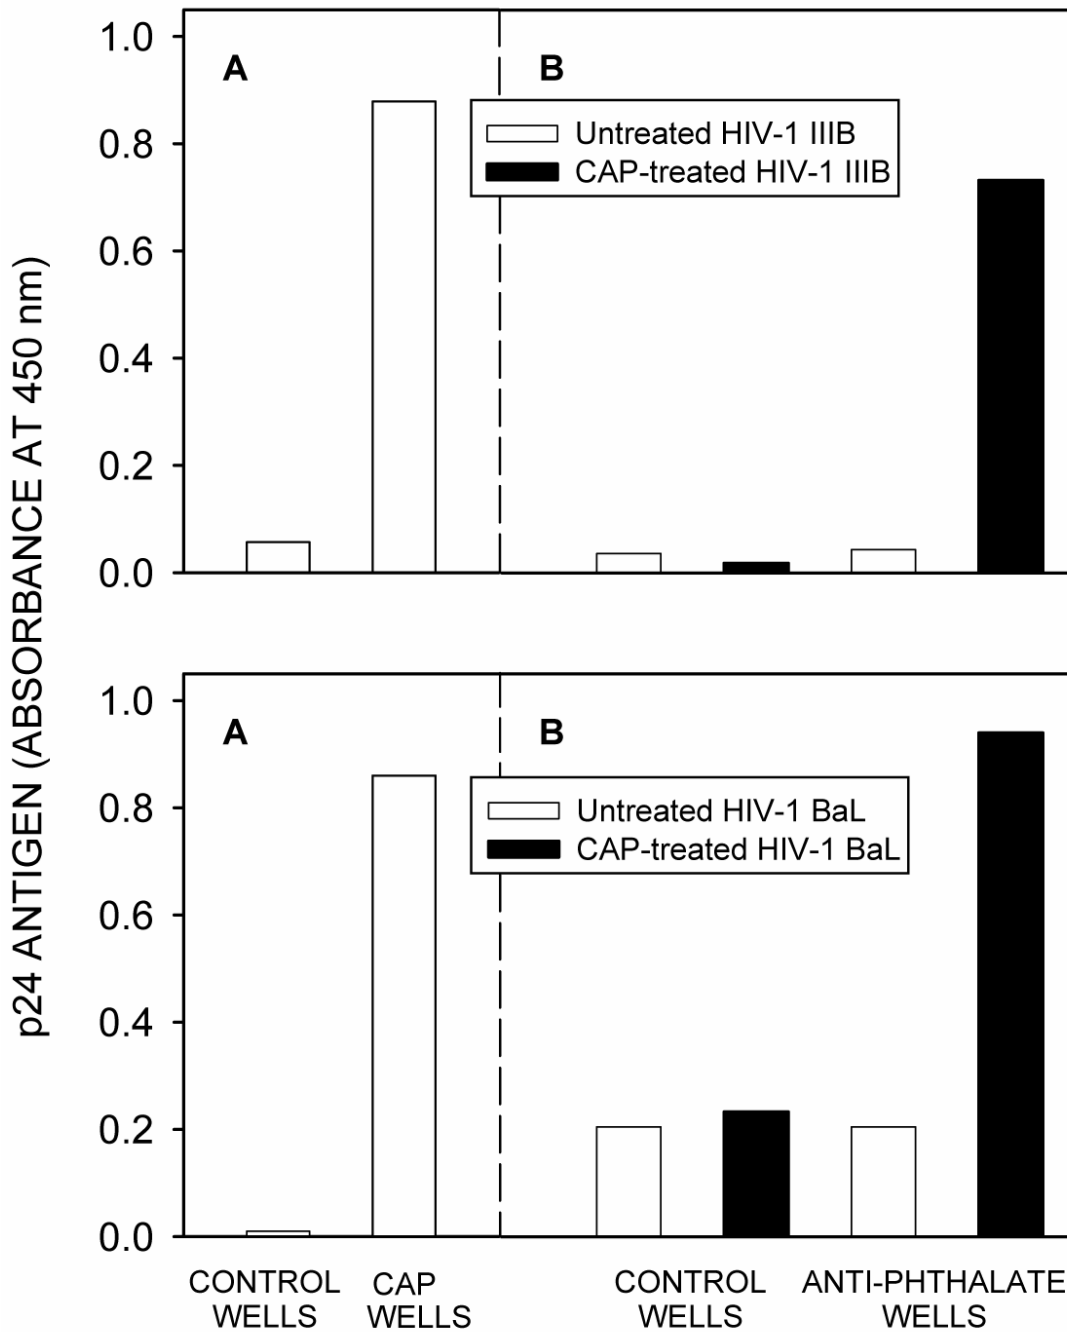 p24 ANTIGEN (ABSORBANCE AT 450 nm)
1.0
0.8
0.6
0.4
0.2
0.0
A
B
Untreated HIV-1 IIIB
CAP-treated HIV-1 IIIB
1.0
0.8
0.6
0.4
0.2
0.0
A
B
Untreated HIV-1 BaL
CAP-treated HIV-1 BaL
CONTROL
WELLS
CAP
WELLS
CONTROL
WELLS
ANTI-PHTHALATE
WELLS